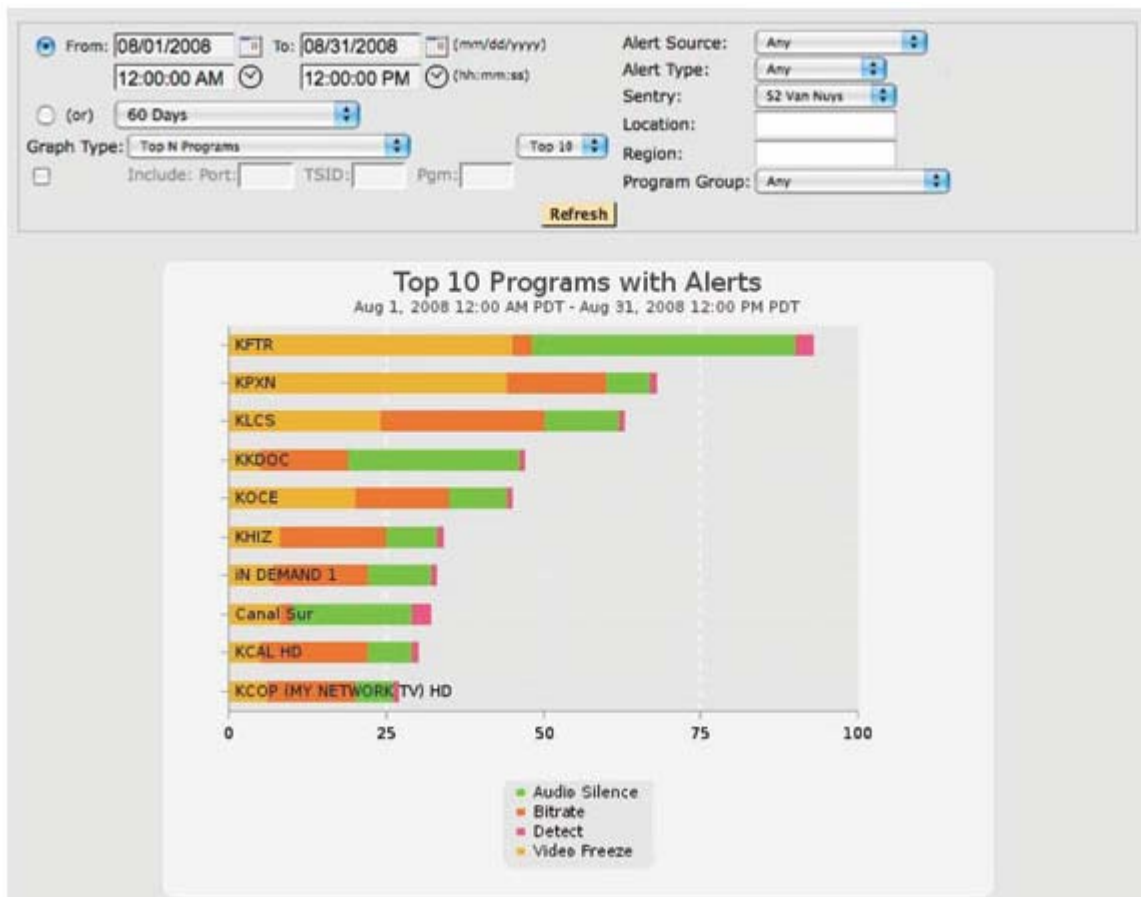 From: 08/01/2008 To: 08/31/2008 (mm/dd/yyyy)
12:00:00 AM 12:00:00 PM (hh:mm:ss)
(or) 60 Days
Graph Type: Top N Programs Top 10
Include: Port: TSID: Pgm:
Alert Source: Any
Alert Type: Any
Sentry: 52 Van Nuys
Location:
Region:
Program Group: Any
Refresh
Top 10 Programs with Alerts
Aug 1, 2008 12:00 AM PDT - Aug 31, 2008 12:00 PM PDT
KFTR
KPXN
KLCS
KKDOC
KOCE
KHIZ
iN DEMAND 1
Canal Sur
KCAL HD
KCOP (MY NETWORK TV) HD
0 25 50 75 100
Audio Silence
Bitrate
Detect
Video Freeze